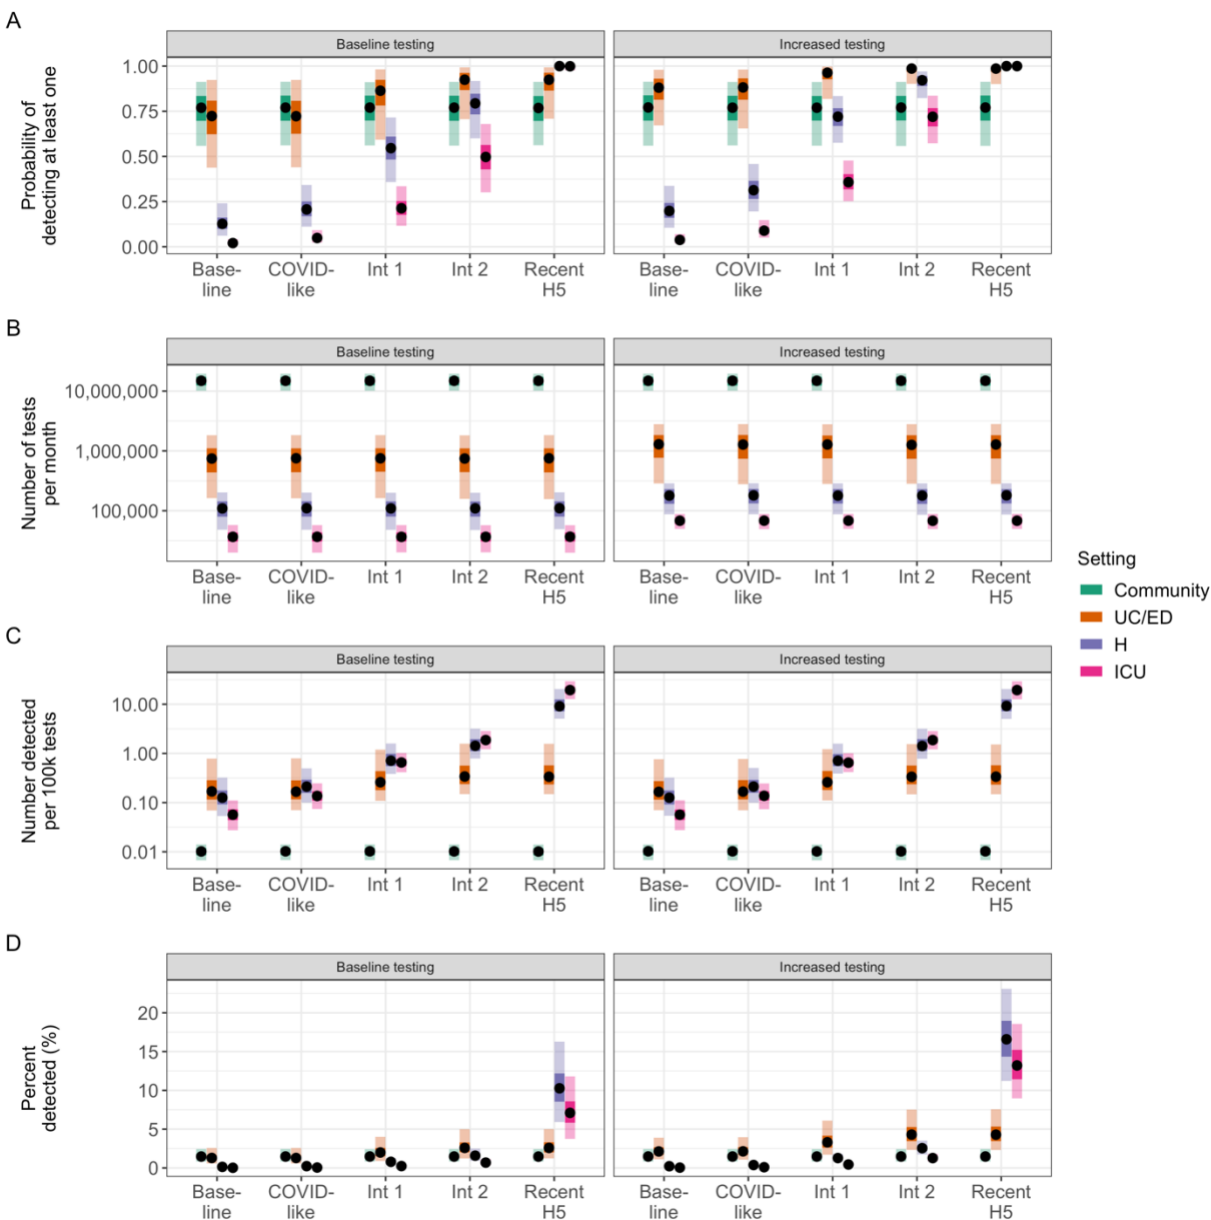 A
Baseline testing
Increased testing
Probability of
detecting at least one
1.00
0.75
0.50
0.25
0.00
Base-
line
COVID-
like
Int 1
Int 2
Recent
H5
Base-
line
COVID-
like
Int 1
Int 2
Recent
H5
B
Baseline testing
Increased testing
Number of tests
per month
10,000,000
1,000,000
100,000
Base-
line
COVID-
like
Int 1
Int 2
Recent
H5
Base-
line
COVID-
like
Int 1
Int 2
Recent
H5
Setting
Community
UC/ED
H
ICU
C
Baseline testing
Increased testing
Number detected
per 100k tests
10.00
1.00
0.10
0.01
Base-
line
COVID-
like
Int 1
Int 2
Recent
H5
Base-
line
COVID-
like
Int 1
Int 2
Recent
H5
D
Baseline testing
Increased testing
Percent
detected (%)
20
15
10
5
0
Base-
line
COVID-
like
Int 1
Int 2
Recent
H5
Base-
line
COVID-
like
Int 1
Int 2
Recent
H5